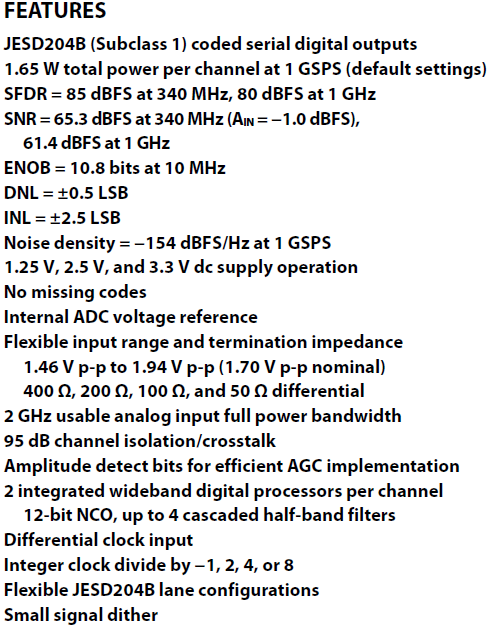 FEATURES
JESD204B (Subclass 1) coded serial digital outputs
1.65 W total power per channel at 1 GSPS (default settings)
SFDR = 85 dBFS at 340 MHz, 80 dBFS at 1 GHz
SNR = 65.3 dBFS at 340 MHz (AIN = −1.0 dBFS),
61.4 dBFS at 1 GHz
ENOB = 10.8 bits at 10 MHz
DNL = ±0.5 LSB
INL = ±2.5 LSB
Noise density = −154 dBFS/Hz at 1 GSPS
1.25 V, 2.5 V, and 3.3 V dc supply operation
No missing codes
Internal ADC voltage reference
Flexible input range and termination impedance
1.46 V p-p to 1.94 V p-p (1.70 V p-p nominal)
400 Ω, 200 Ω, 100 Ω, and 50 Ω differential
2 GHz usable analog input full power bandwidth
95 dB channel isolation/crosstalk
Amplitude detect bits for efficient AGC implementation
2 integrated wideband digital processors per channel
12-bit NCO, up to 4 cascaded half-band filters
Differential clock input
Integer clock divide by −1, 2, 4, or 8
Flexible JESD204B lane configurations
Small signal dither